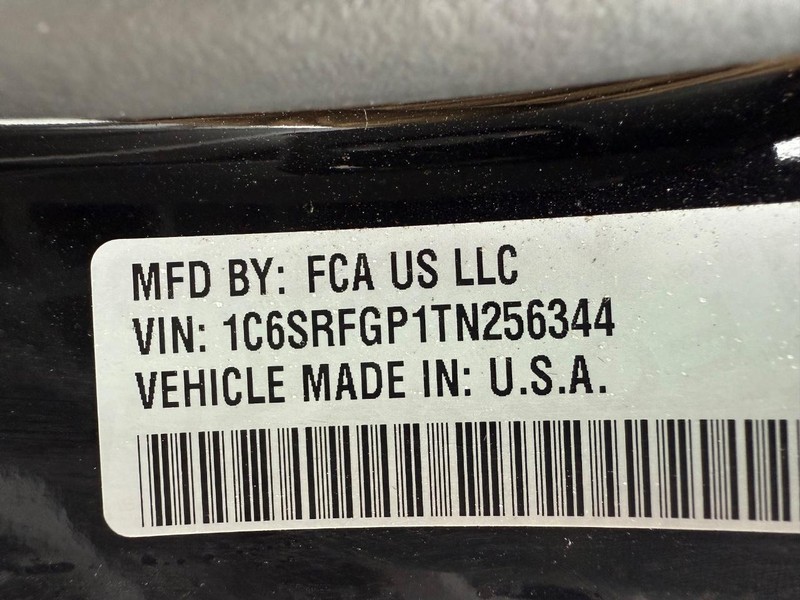 MFD BY: FCA US LLC
VIN: 1C6SRFGP1TN256344
VEHICLE MADE IN: U.S.A.